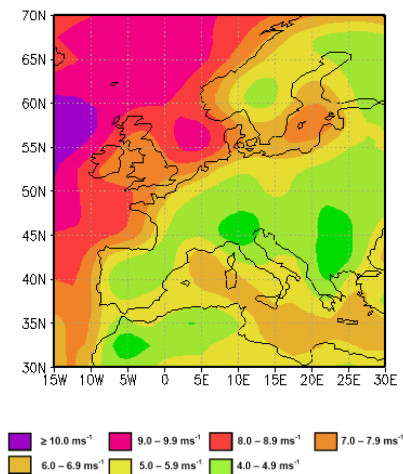 70N
65N
60N
55N
50N
45N
40N
35N
30N
15W 10W 5W 0 5E 10E 15E 20E 25E 30E
≥ 10.0 ms⁻¹ 9.0 – 9.9 ms⁻¹ 8.0 – 8.9 ms⁻¹ 7.0 – 7.9 ms⁻¹
6.0 – 6.9 ms⁻¹ 5.0 – 5.9 ms⁻¹ 4.0 – 4.9 ms⁻¹